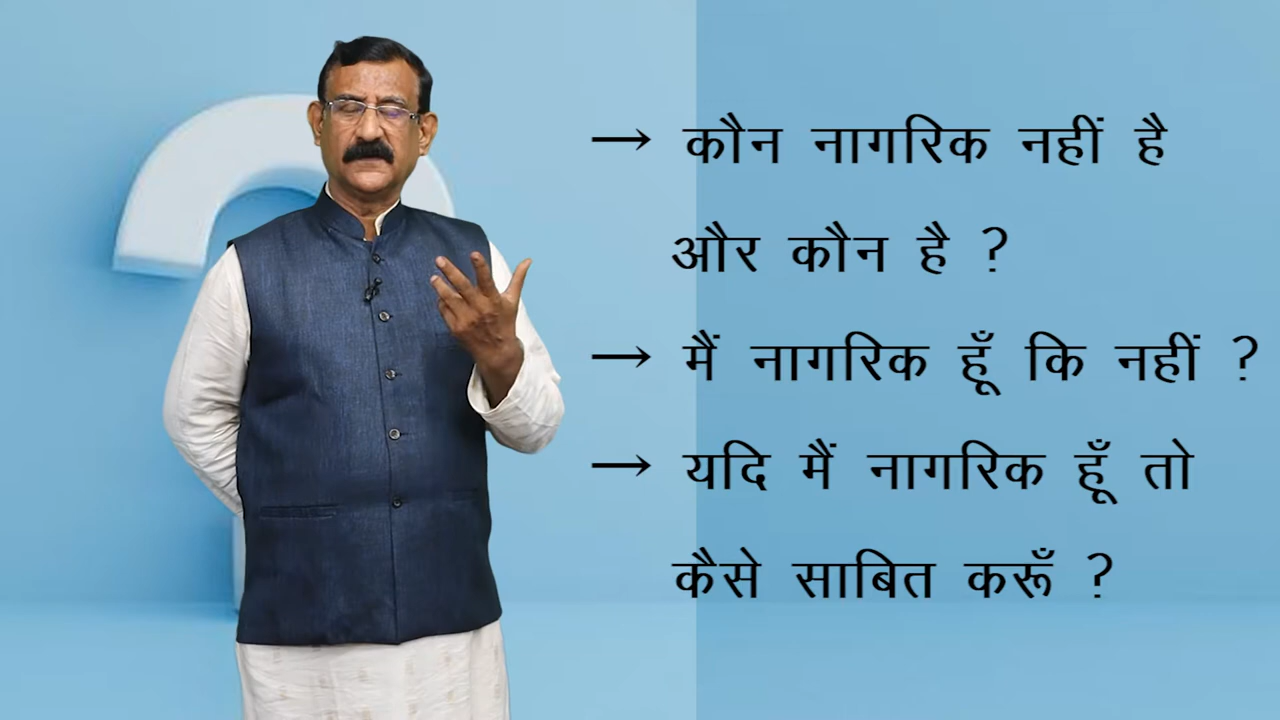 → कौन नागरिक नहीं है
और कौन है ?
→ मैं नागरिक हूँ कि नहीं ?
→ यदि मैं नागरिक हूँ तो
कैसे साबित करूँ ?